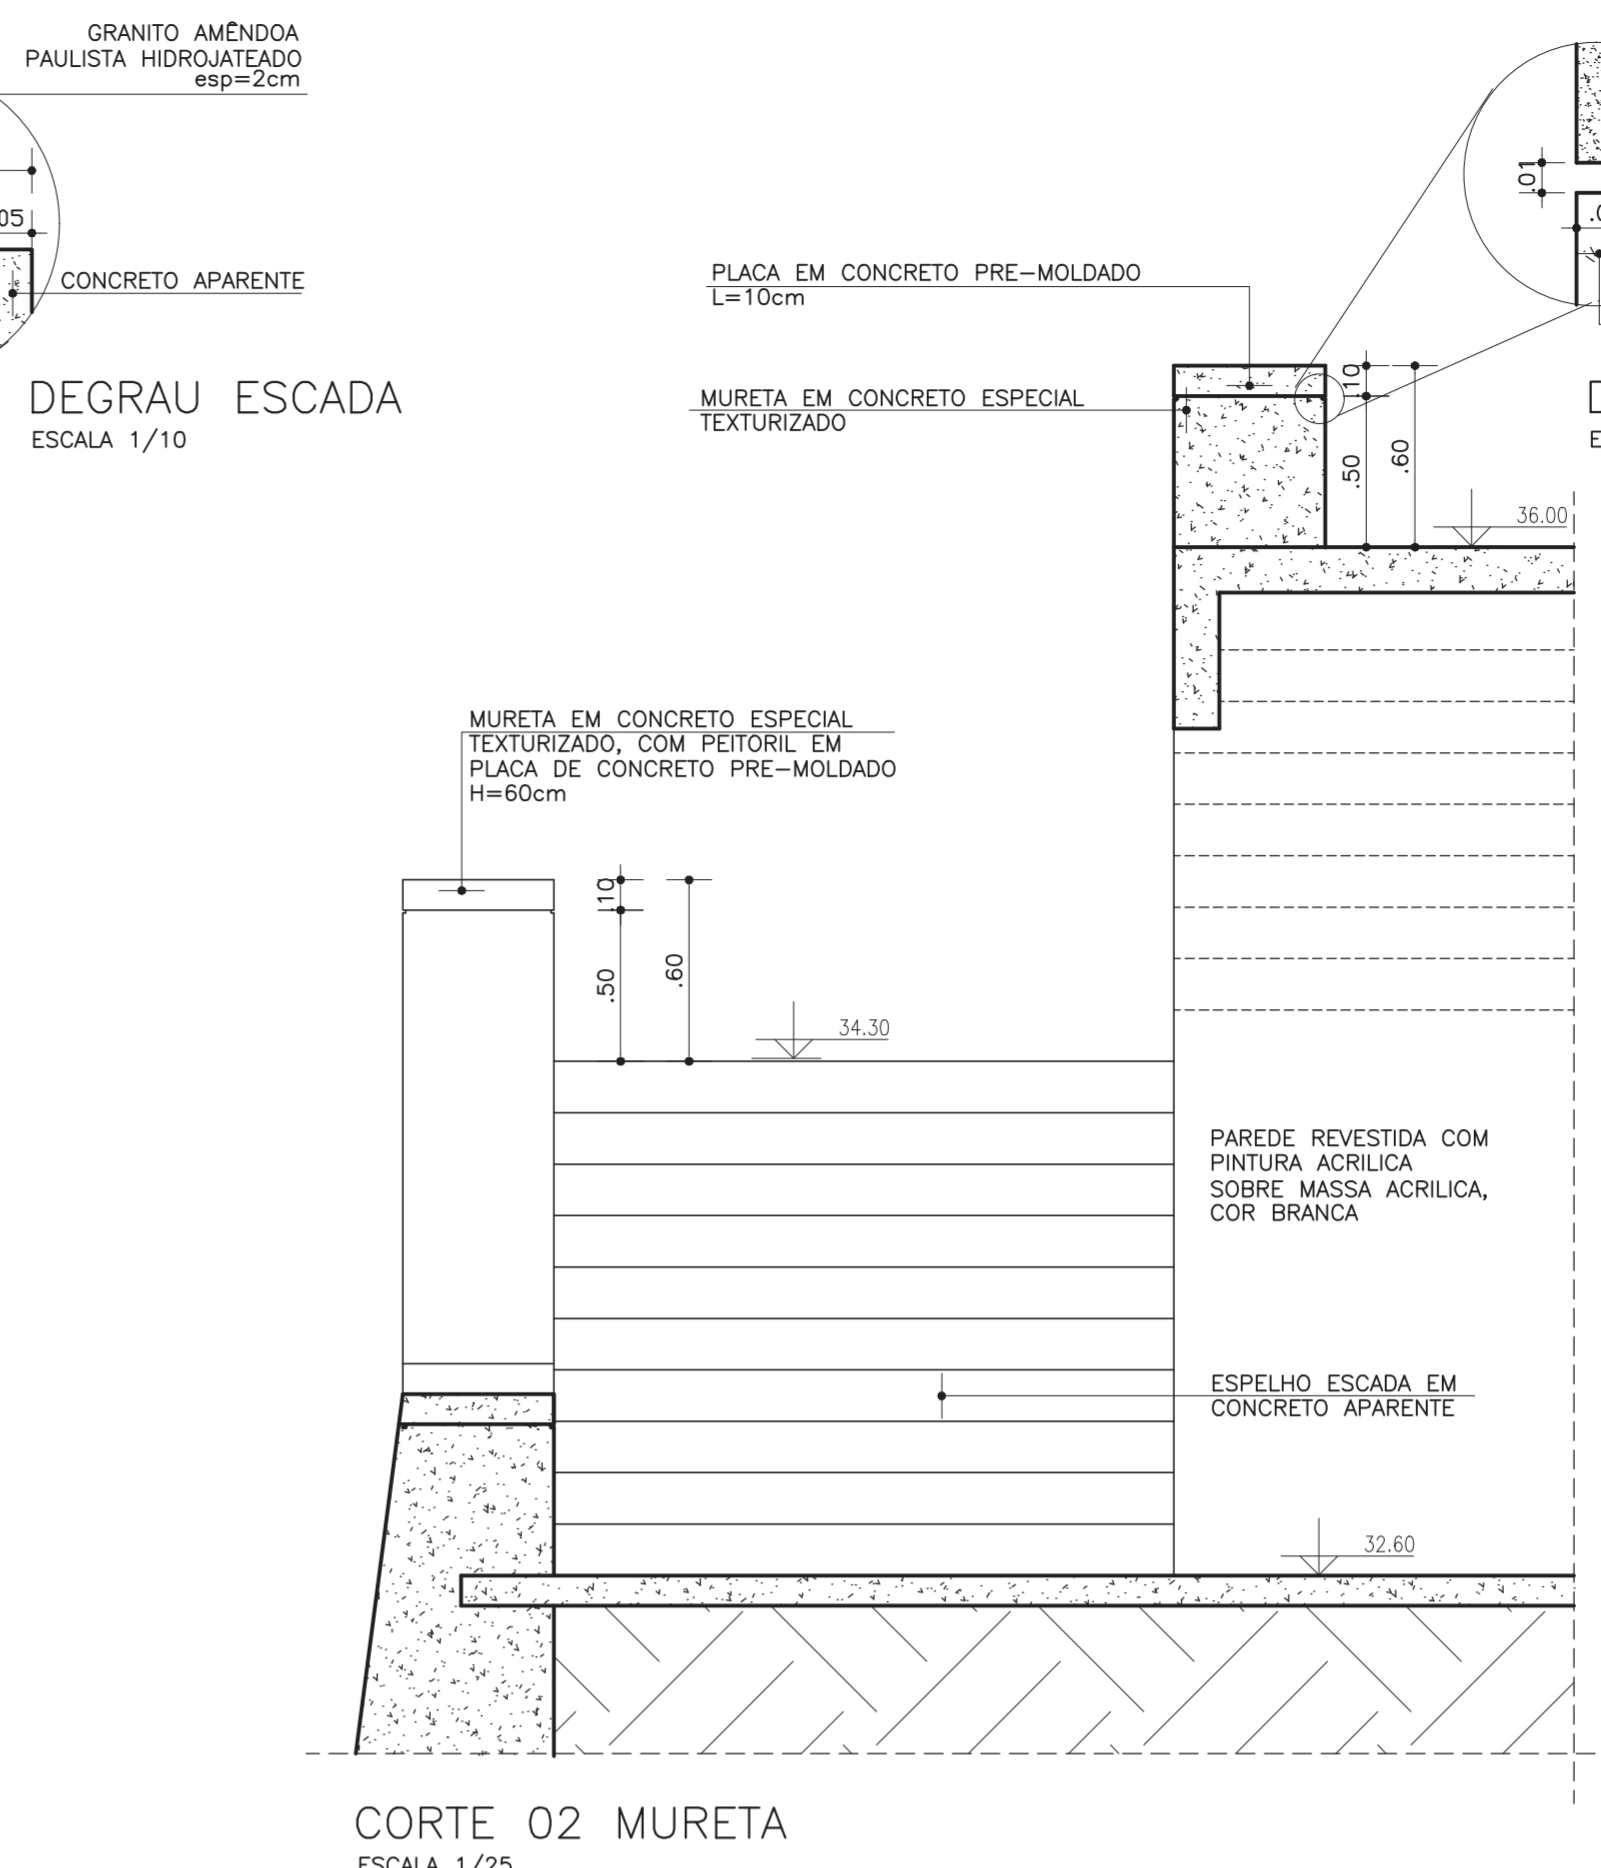 GRANITO AMÊNDOA
PAULISTA HIDROJATEADO
esp=2cm
05
CONCRETO APARENTE
DEGRAU ESCADA
ESCALA 1/10
.01
PLACA EM CONCRETO PRE-MOLDADO
L=10cm
MURETA EM CONCRETO ESPECIAL
TEXTURIZADO
.10
.50
.60
36.00
MURETA EM CONCRETO ESPECIAL
TEXTURIZADO, COM PEITORIL EM
PLACA DE CONCRETO PRE-MOLDADO
H=60cm
.10
.50
.60
34.30
PAREDE REVESTIDA COM
PINTURA ACRILICA
SOBRE MASSA ACRILICA,
COR BRANCA
ESPELHO ESCADA EM
CONCRETO APARENTE
32.60
CORTE 02 MURETA
ESCALA 1/25